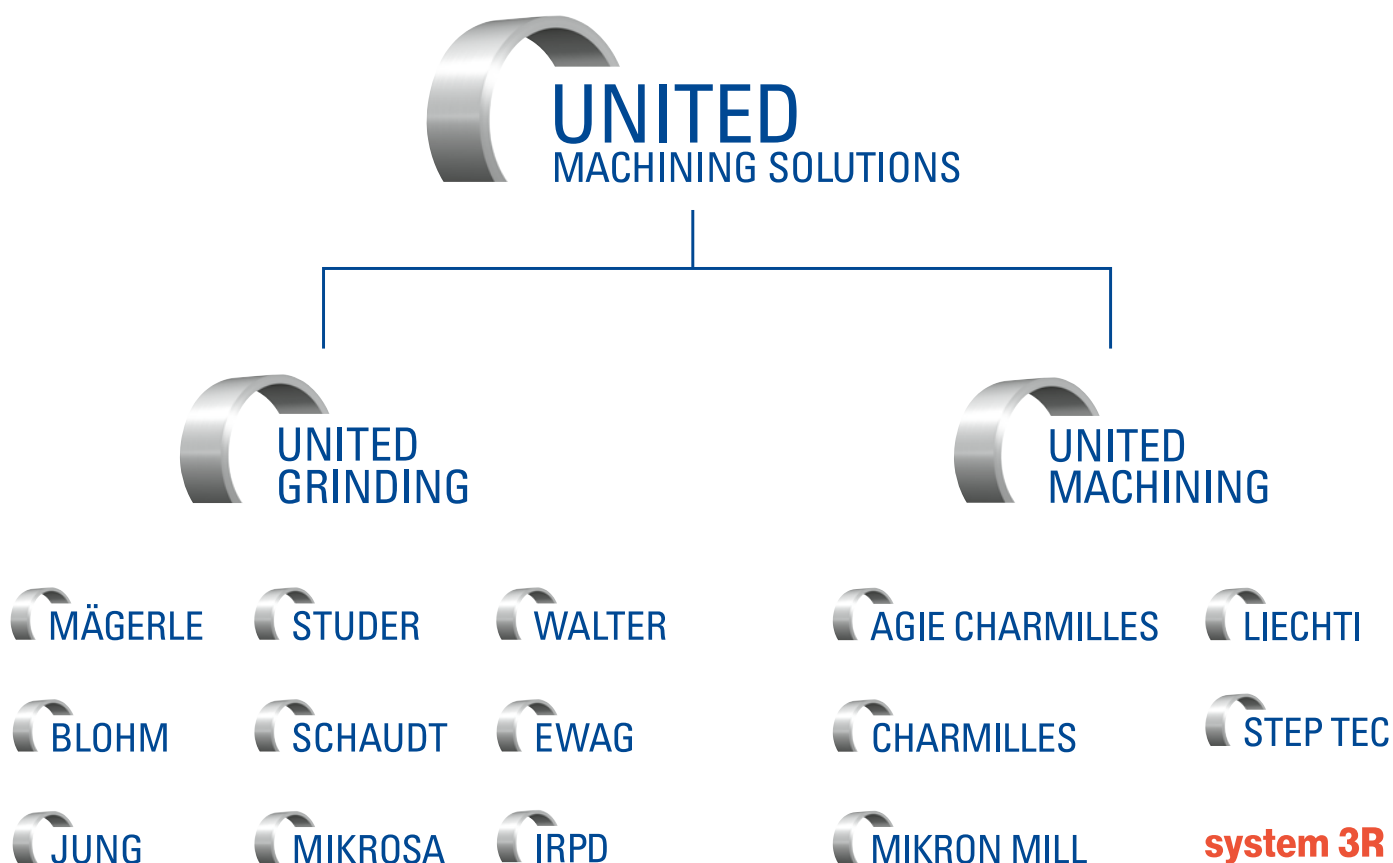 UNITED
MACHINING SOLUTIONS
UNITED
GRINDING
UNITED
MACHINING
MÄGERLE
STUDER
WALTER
AGIE CHARMILLES
LIECHTI
BLOHM
SCHAUDT
EWAG
CHARMILLES
STEP TEC
JUNG
MIKROSA
IRPD
MIKRON MILL
system 3R